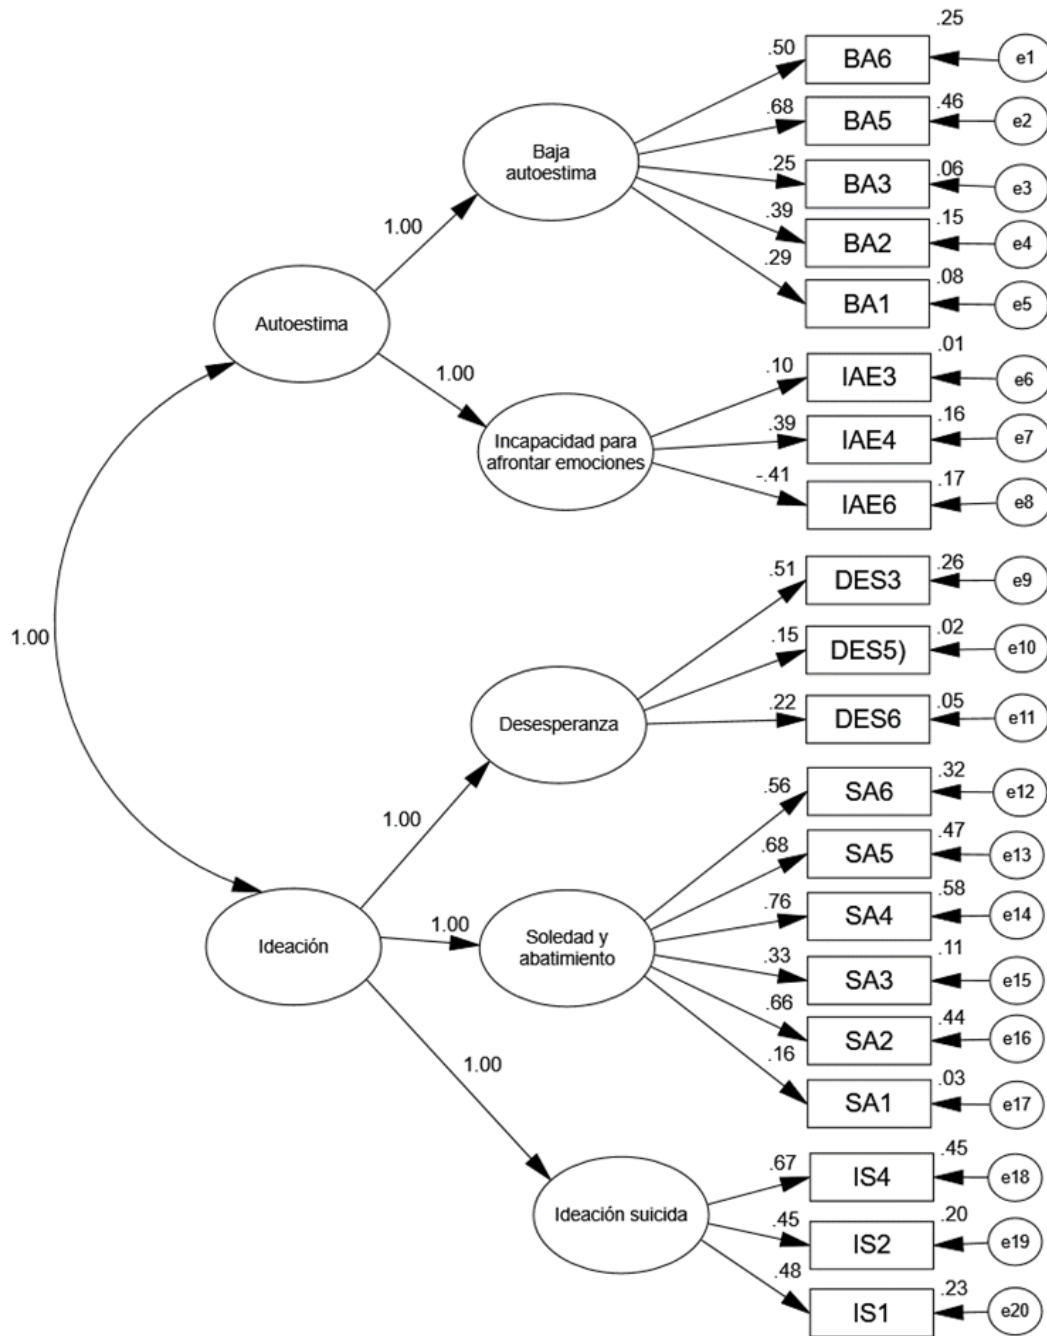 .25
.50
BA6
e1
.68
BA5
.46
e2
Baja
autoestima
.25
BA3
.06
e3
.39
BA2
.15
e4
1.00
.29
BA1
.08
e5
Autoestima
1.00
.10
IAE3
.01
e6
Incapacidad para
afrontar emociones
.39
IAE4
.16
e7
-.41
IAE6
.17
e8
.51
DES3
.26
e9
1.00
.15
DES5)
.02
e10
Desesperanza
.22
DES6
.05
e11
1.00
.56
SA6
.32
e12
.68
SA5
.47
e13
1.00
Soledad y
abatimiento
.76
SA4
.58
e14
Ideación
.33
SA3
.11
e15
.66
SA2
.44
e16
1.00
.16
SA1
.03
e17
.67
IS4
.45
e18
Ideación suicida
.45
IS2
.20
e19
.48
IS1
.23
e20